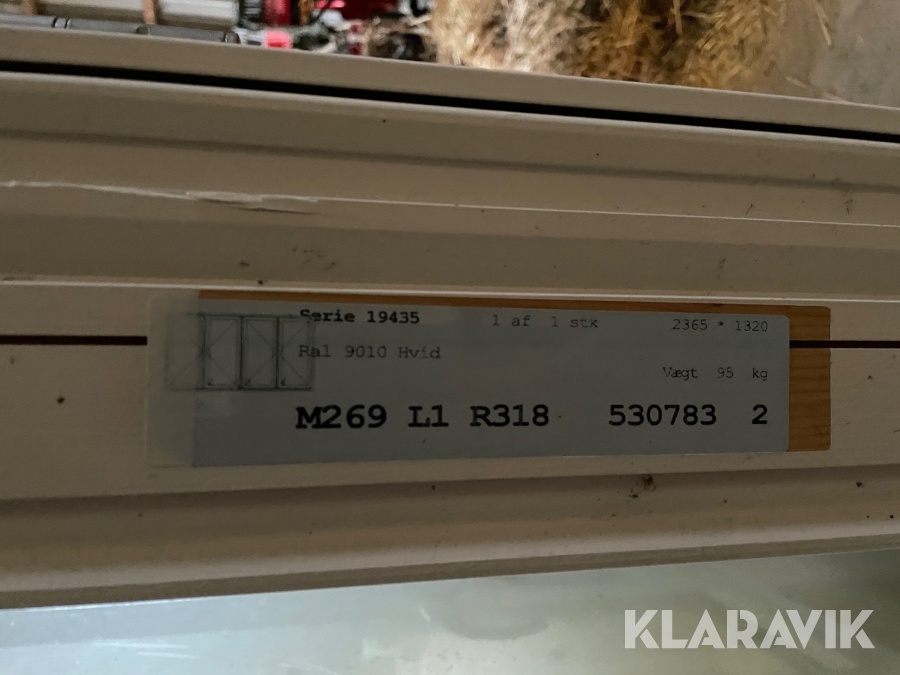 Serie 19435 1 af 1 stk 2365 * 1320
Ral 9010 Hvid
Vægt 95 kg
M269 L1 R318 530783 2
KLARAVIK